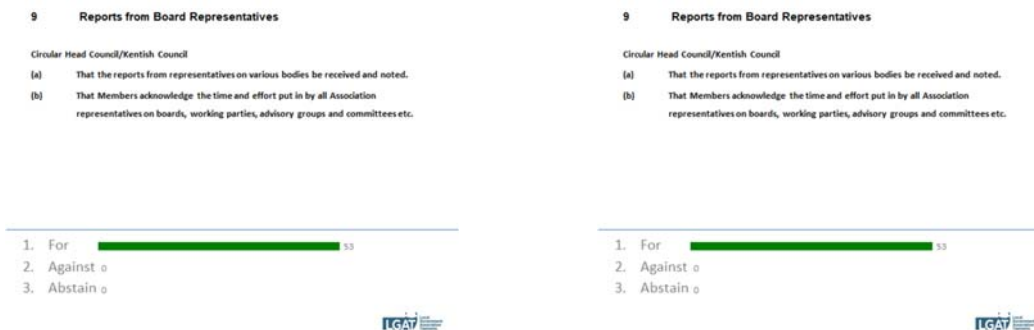 9 Reports from Board Representatives
Circular Head Council/Kentish Council
(a) That the reports from representatives on various bodies be received and noted.
(b) That Members acknowledge the time and effort put in by all Association
representatives on boards, working parties, advisory groups and committees etc.
1. For 53
2. Against 0
3. Abstain 0
LGAT
9 Reports from Board Representatives
Circular Head Council/Kentish Council
(a) That the reports from representatives on various bodies be received and noted.
(b) That Members acknowledge the time and effort put in by all Association
representatives on boards, working parties, advisory groups and committees etc.
1. For 53
2. Against 0
3. Abstain 0
LGAT